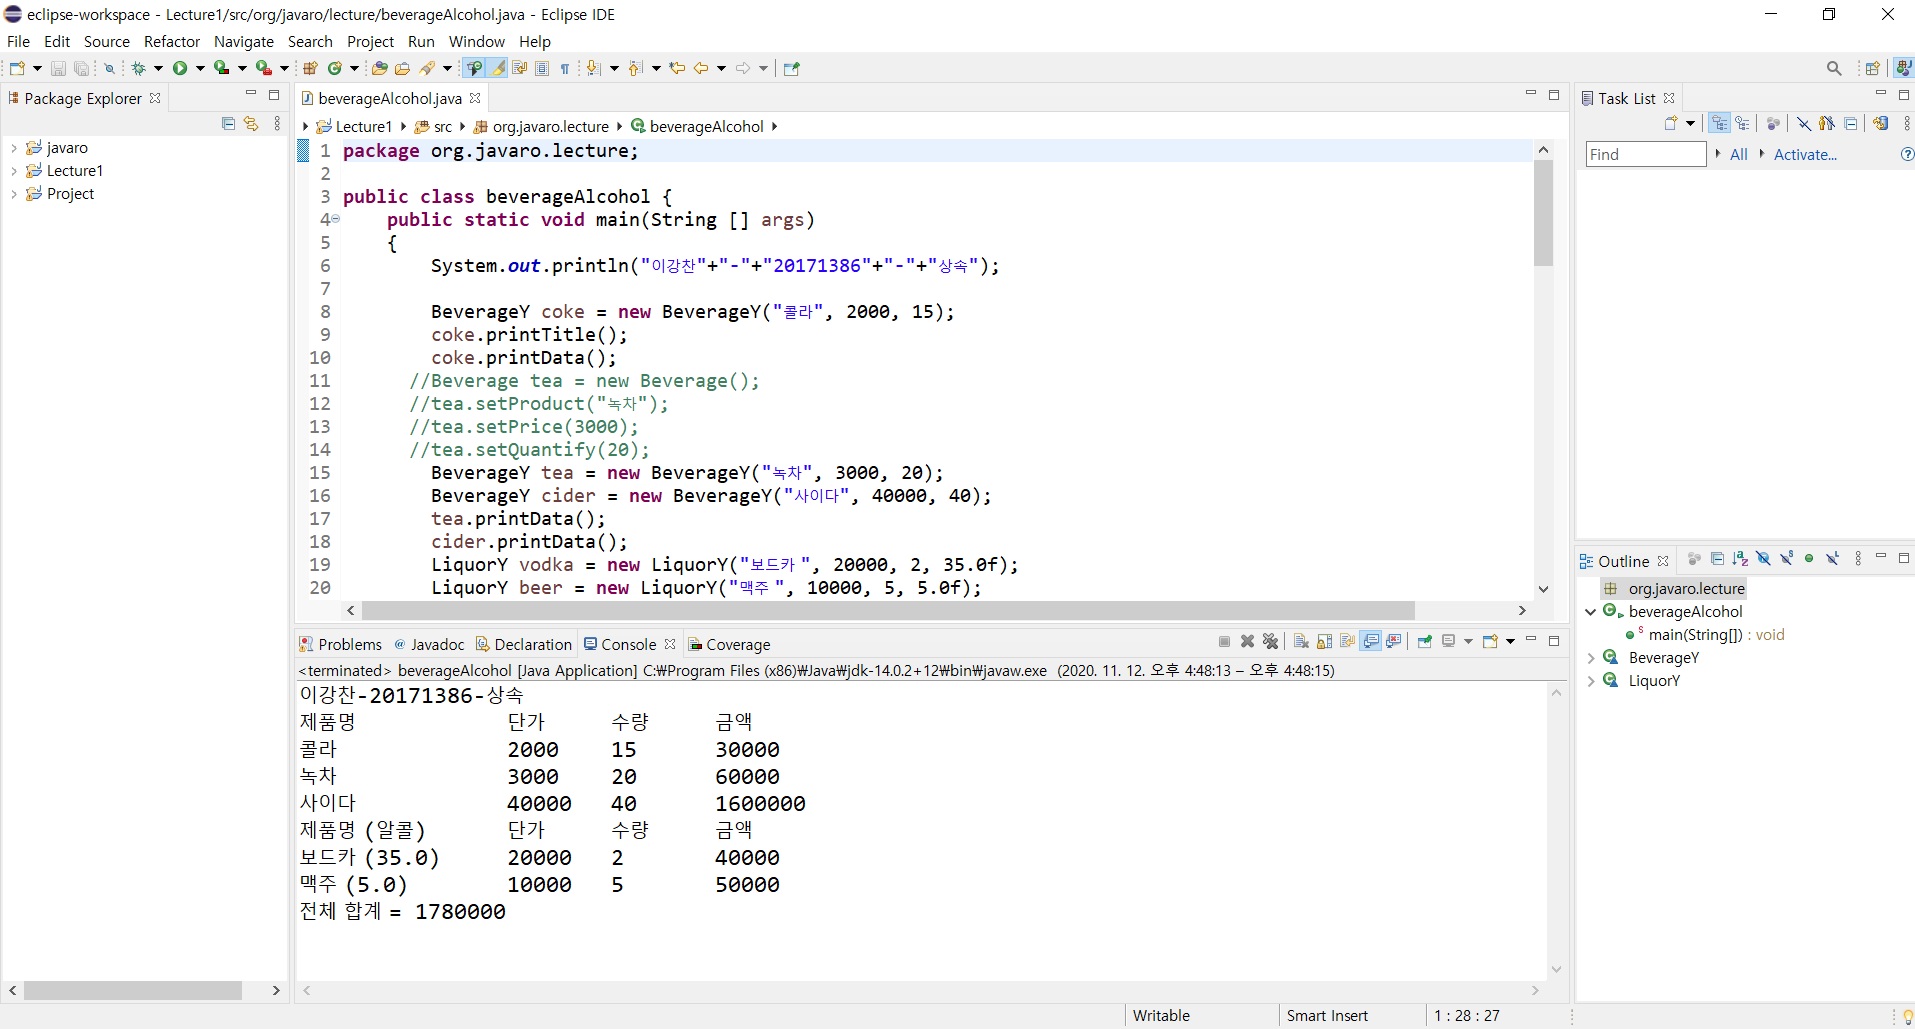 eclipse-workspace - Lecture1/src/org/javaro/lecture/beverageAlcohol.java - Eclipse IDE
File Edit Source Refactor Navigate Search Project Run Window Help
Package Explorer
javaro
Lecture1
Project
beverageAlcohol.java
Lecture1 src org.javaro.lecture beverageAlcohol
1 package org.javaro.lecture;
2
3 public class beverageAlcohol {
4 public static void main(String [] args)
5 {
6 System.out.println("이강찬"+"-"+"20171386"+"-"+"상속");
7
8 BeverageY coke = new BeverageY("콜라", 2000, 15);
9 coke.printTitle();
10 coke.printData();
11 //Beverage tea = new Beverage();
12 //tea.setProduct("녹차");
13 //tea.setPrice(3000);
14 //tea.setQuantify(20);
15 BeverageY tea = new BeverageY("녹차", 3000, 20);
16 BeverageY cider = new BeverageY("사이다", 40000, 40);
17 tea.printData();
18 cider.printData();
19 LiquorY vodka = new LiquorY("보드카 ", 20000, 2, 35.0f);
20 LiquorY beer = new LiquorY("맥주 ", 10000, 5, 5.0f);
Problems @ Javadoc Declaration Console Coverage
<terminated> beverageAlcohol [Java Application] C:₩Program Files (x86)₩Java₩jdk-14.0.2+12₩bin₩javaw.exe (2020. 11. 12. 오후 4:48:13 – 오후 4:48:15)
이강찬-20171386-상속
제품명 단가 수량 금액
콜라 2000 15 30000
녹차 3000 20 60000
사이다 40000 40 1600000
제품명 (알콜) 단가 수량 금액
보드카 (35.0) 20000 2 40000
맥주 (5.0) 10000 5 50000
전체 합계 = 1780000
Task List
Find All Activate...
Outline
org.javaro.lecture
beverageAlcohol
main(String[]) : void
BeverageY
LiquorY
Writable Smart Insert 1 : 28 : 27